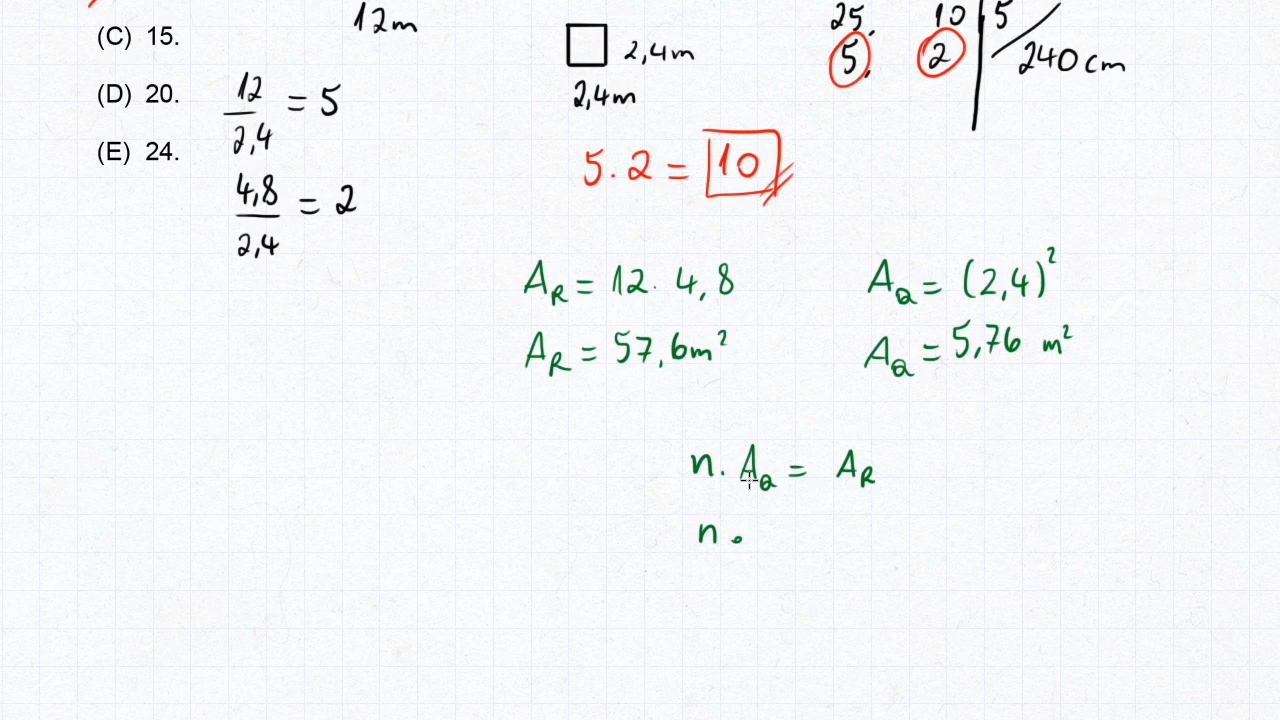 12m
(C) 15.
(D) 20.
(E) 24.
12/2,4 = 5
4,8/2,4 = 2
2,4m
2,4m
25, 10 | 5
5, 2
240cm
5.2 = 10
A_R = 12. 4,8
A_R = 57,6m²
A_Q = (2,4)²
A_Q = 5,76 m²
n. A_Q = A_R
n .